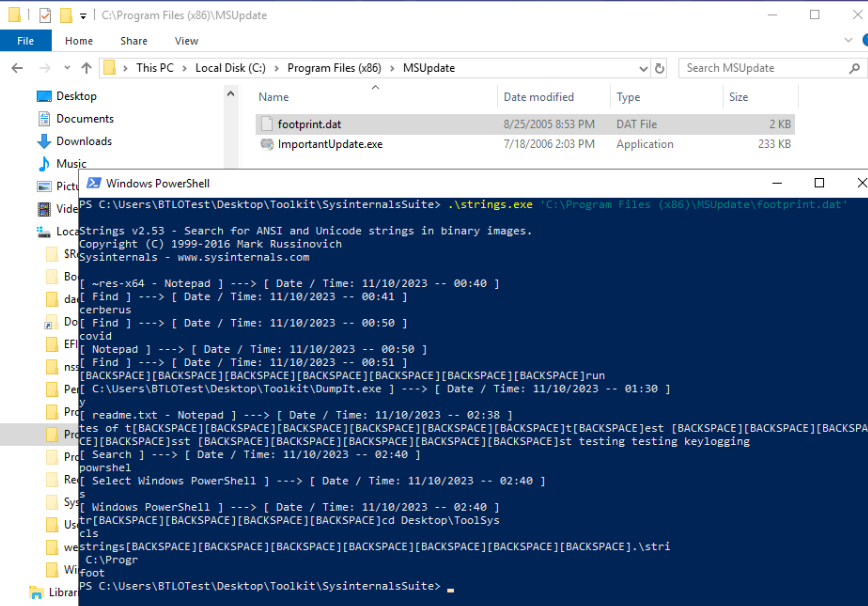 C:\Program Files (x86)\MSUpdate
File Home Share View
This PC > Local Disk (C:) > Program Files (x86) > MSUpdate
Search MSUpdate
Name Date modified Type Size
footprint.dat 8/25/2005 8:53 PM DAT File 2 KB
ImportantUpdate.exe 7/18/2006 2:03 PM Application 233 KB
Desktop
Documents
Downloads
Music
Pictu
Vide
Loca
$R
Bo
da
Do
EFI
nss
Per
Pro
Pro
Pro
Re
Sys
Use
we
Wi
Librar
Windows PowerShell
PS C:\Users\BTLOTest\Desktop\Toolkit\SysinternalsSuite> .\strings.exe 'C:\Program Files (x86)\MSUpdate\footprint.dat'
Strings v2.53 - Search for ANSI and Unicode strings in binary images.
Copyright (C) 1999-2016 Mark Russinovich
Sysinternals - www.sysinternals.com
[ ~res-x64 - Notepad ] ---> [ Date / Time: 11/10/2023 -- 00:40 ]
[ Find ] ---> [ Date / Time: 11/10/2023 -- 00:41 ]
cerberus
[ Find ] ---> [ Date / Time: 11/10/2023 -- 00:50 ]
covid
[ Notepad ] ---> [ Date / Time: 11/10/2023 -- 00:50 ]
[ Find ] ---> [ Date / Time: 11/10/2023 -- 00:51 ]
[BACKSPACE][BACKSPACE][BACKSPACE][BACKSPACE][BACKSPACE][BACKSPACE]run
[ C:\Users\BTLOTest\Desktop\Toolkit\DumpIt.exe ] ---> [ Date / Time: 11/10/2023 -- 01:30 ]
y
[ readme.txt - Notepad ] ---> [ Date / Time: 11/10/2023 -- 02:38 ]
tes of t[BACKSPACE][BACKSPACE][BACKSPACE][BACKSPACE][BACKSPACE]t[BACKSPACE]est [BACKSPACE][BACKSPACE][BACKSPA
CE][BACKSPACE]sst [BACKSPACE][BACKSPACE][BACKSPACE][BACKSPACE]st testing testing keylogging
[ Search ] ---> [ Date / Time: 11/10/2023 -- 02:40 ]
powrshel
[ Select Windows PowerShell ] ---> [ Date / Time: 11/10/2023 -- 02:40 ]
s
[ Windows PowerShell ] ---> [ Date / Time: 11/10/2023 -- 02:40 ]
tr[BACKSPACE][BACKSPACE][BACKSPACE][BACKSPACE]cd Desktop\ToolSys
cls
strings[BACKSPACE][BACKSPACE][BACKSPACE][BACKSPACE][BACKSPACE][BACKSPACE][BACKSPACE].\stri
C:\Progr
foot
PS C:\Users\BTLOTest\Desktop\Toolkit\SysinternalsSuite>